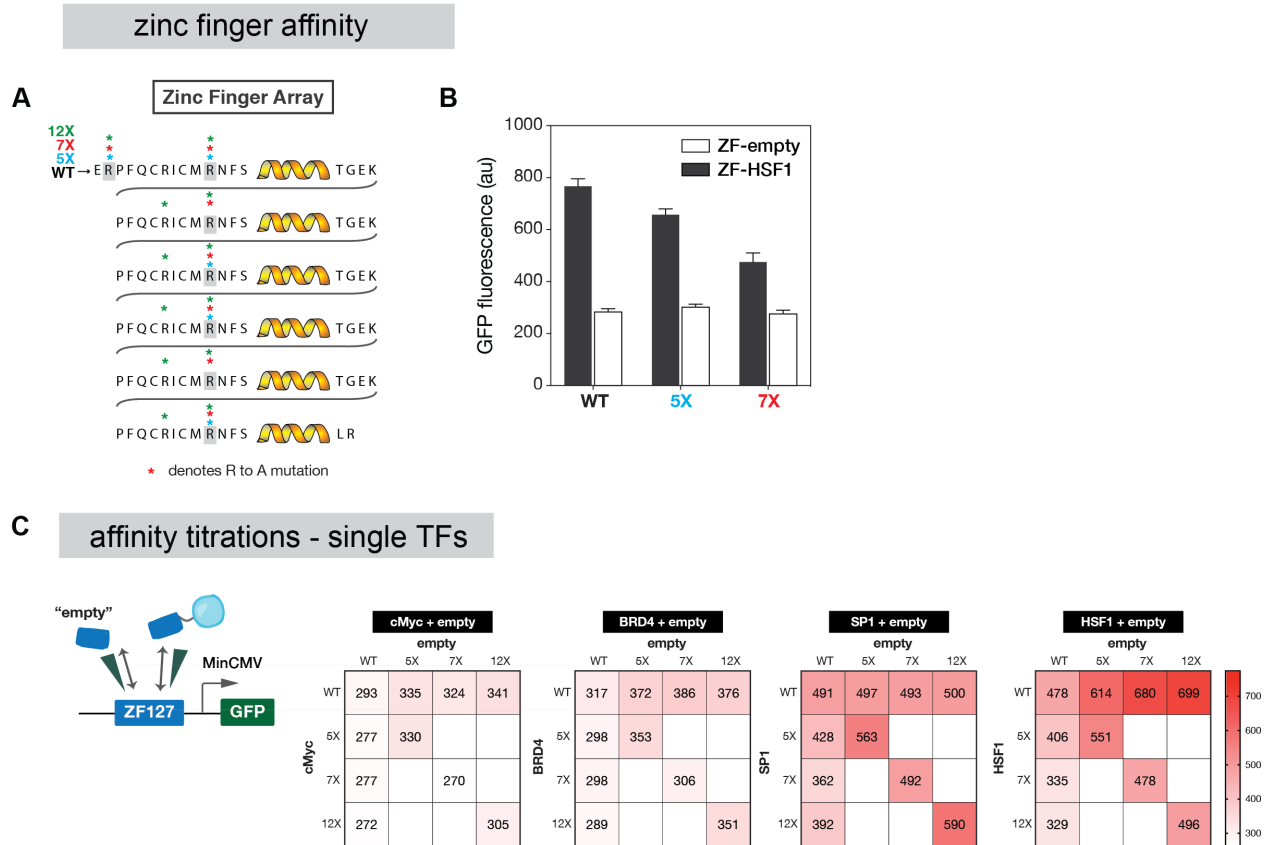 zinc finger affinity
A
Zinc Finger Array
12X
7X
5X
WT → E R P F Q C R I C M R N F S T G E K
P F Q C R I C M R N F S T G E K
P F Q C R I C M R N F S T G E K
P F Q C R I C M R N F S T G E K
P F Q C R I C M R N F S T G E K
P F Q C R I C M R N F S L R
* denotes R to A mutation
B
GFP fluorescence (au)
1000
800
600
400
200
0
ZF-empty
ZF-HSF1
WT 5X 7X
C
affinity titrations - single TFs
“empty”
MinCMV
ZF127
GFP
cMyc + empty
empty
WT 5X 7X 12X
cMyc
WT 293 335 324 341
5X 277 330
7X 277 270
12X 272 305
BRD4 + empty
empty
WT 5X 7X 12X
BRD4
WT 317 372 386 376
5X 298 353
7X 298 306
12X 289 351
SP1 + empty
empty
WT 5X 7X 12X
SP1
WT 491 497 493 500
5X 428 563
7X 362 492
12X 392 590
HSF1 + empty
empty
WT 5X 7X 12X
HSF1
WT 478 614 680 699
5X 406 551
7X 335 478
12X 329 496
700
600
500
400
300